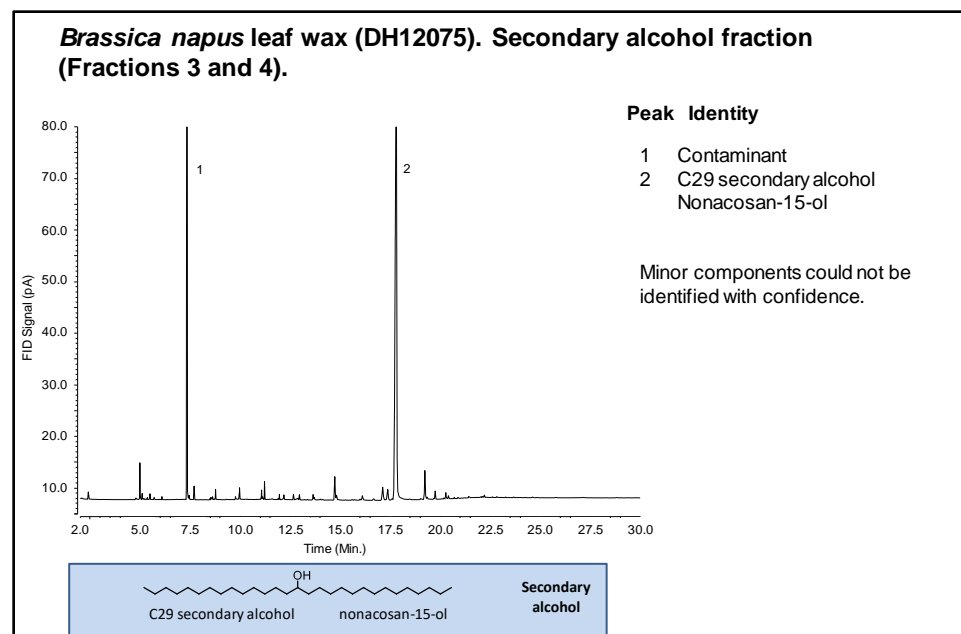 Brassica napus leaf wax (DH12075). Secondary alcohol fraction
(Fractions 3 and 4).
Peak Identity
1 Contaminant
2 C29 secondary alcohol
Nonacosan-15-ol
Minor components could not be
identified with confidence.
80.0
70.0
60.0
50.0
40.0
30.0
20.0
10.0
FID Signal (pA)
1
2
2.0 5.0 7.5 10.0 12.5 15.0 17.5 20.0 22.5 25.0 27.5 30.0
Time (Min.)
OH
C29 secondary alcohol nonacosan-15-ol
Secondary
alcohol